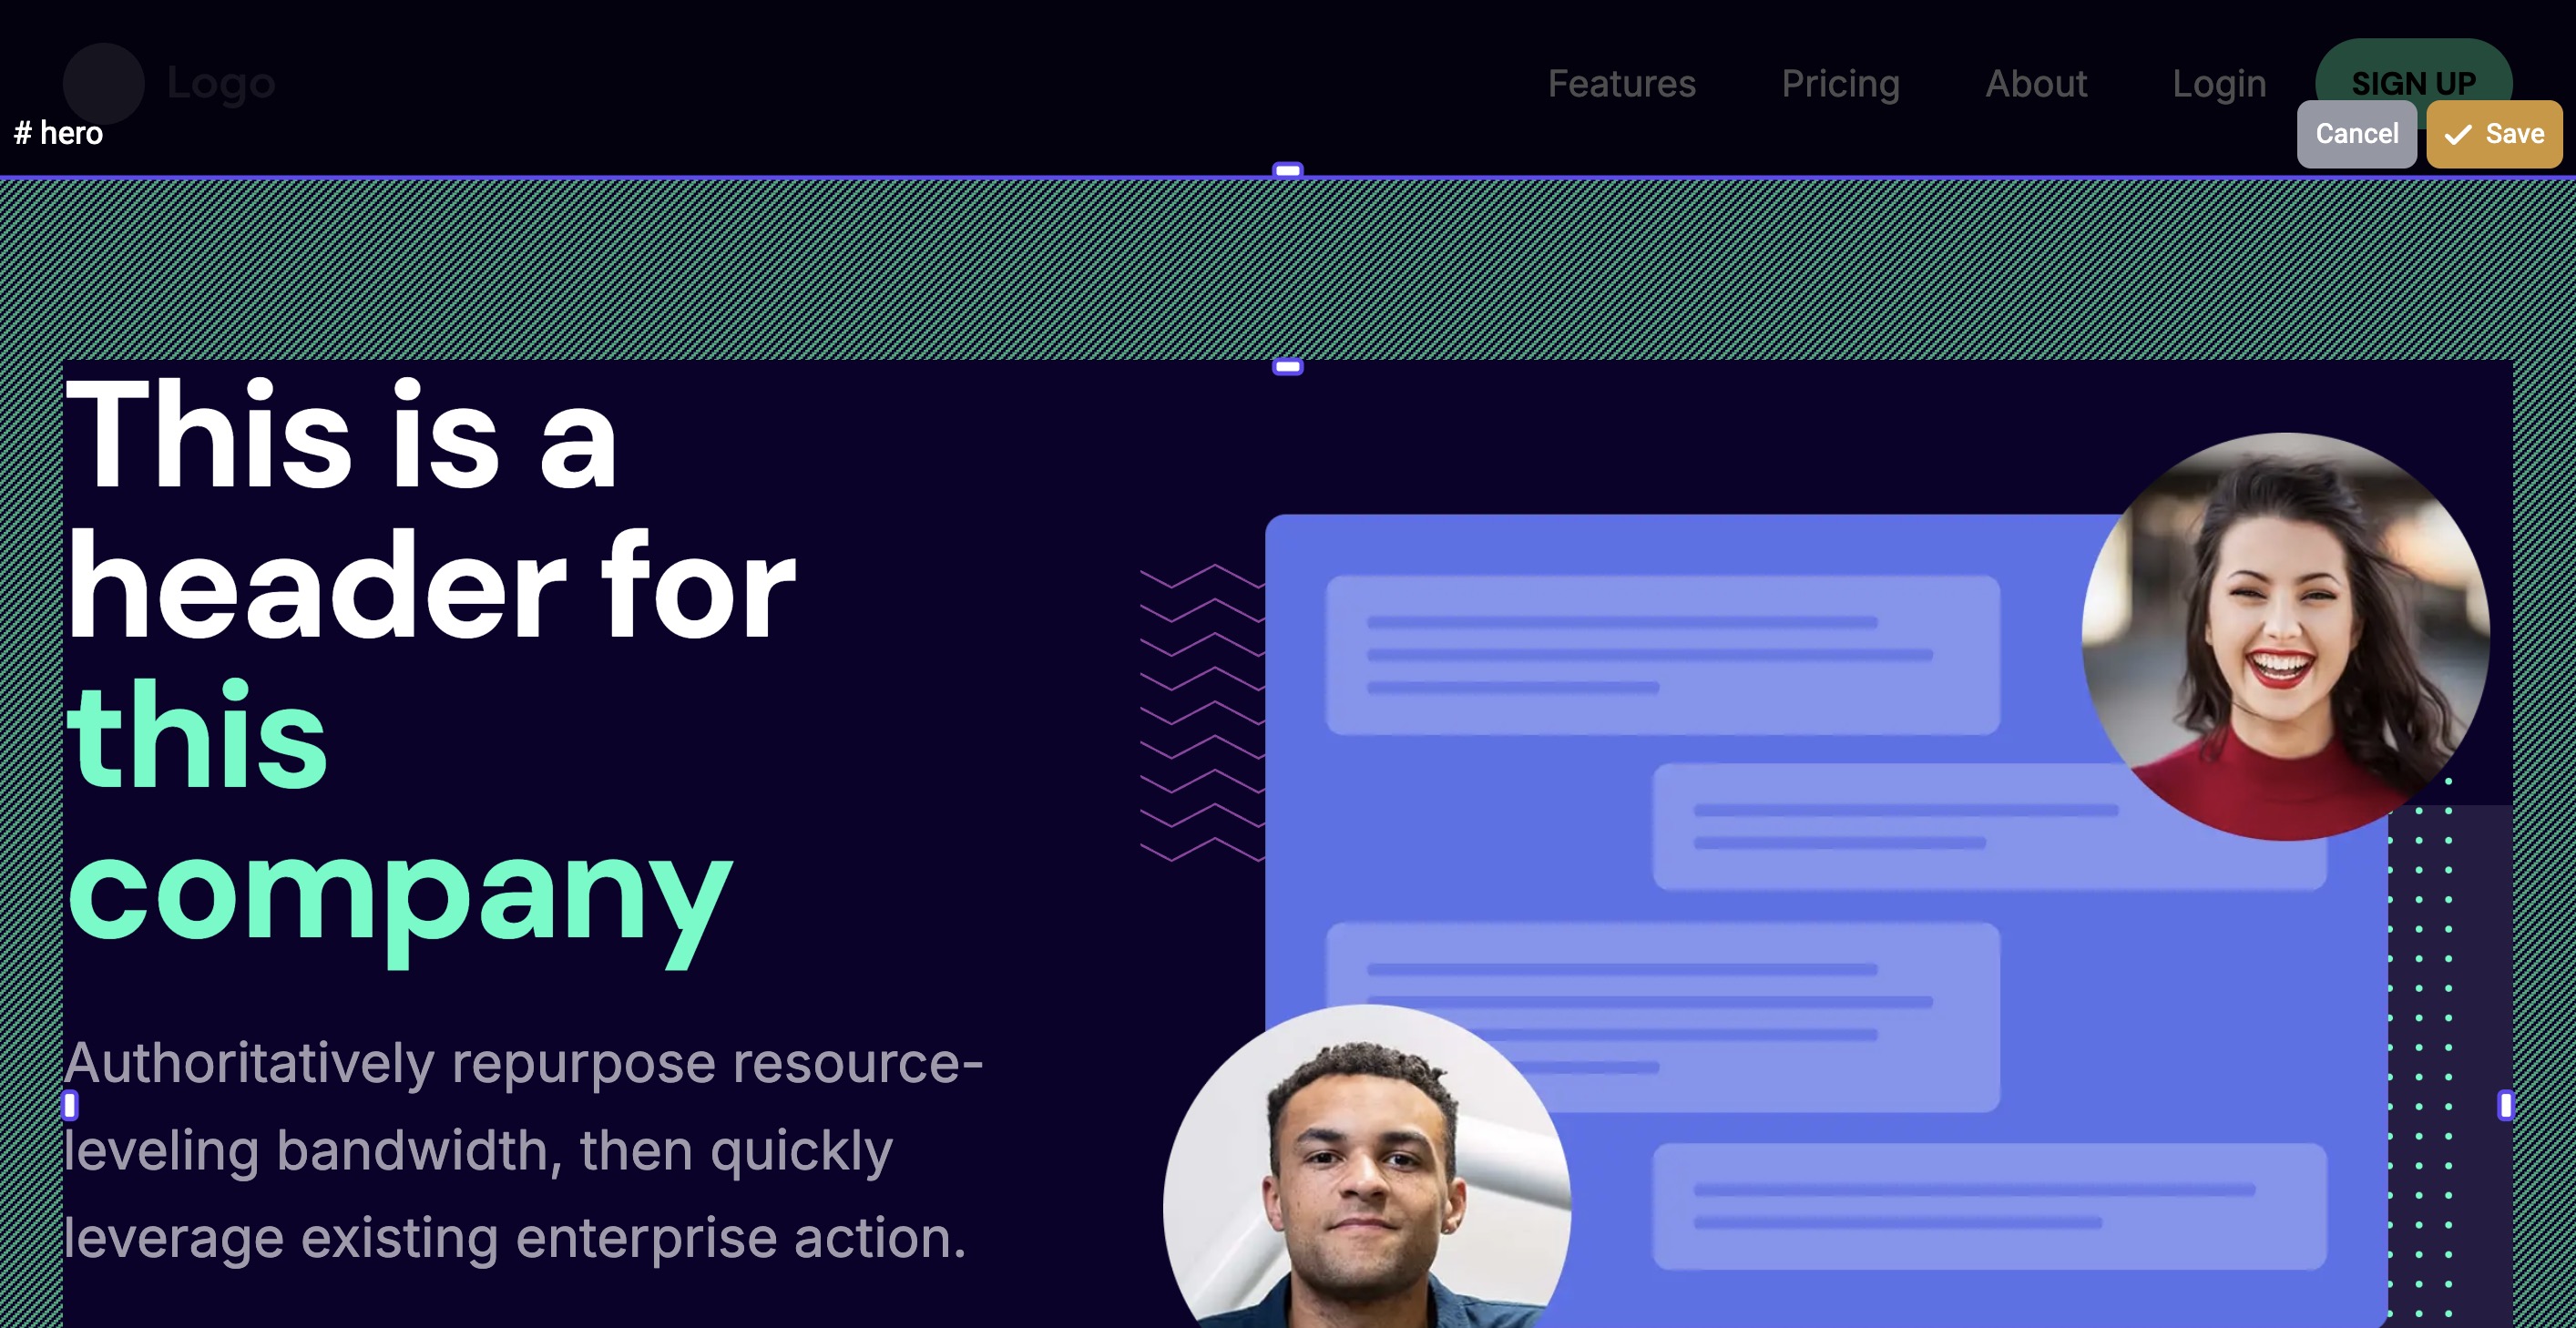 Logo
Features Pricing About Login SIGN UP
# hero
Cancel Save
This is a
header for
this
company
Authoritatively repurpose resource-
leveling bandwidth, then quickly
leverage existing enterprise action.